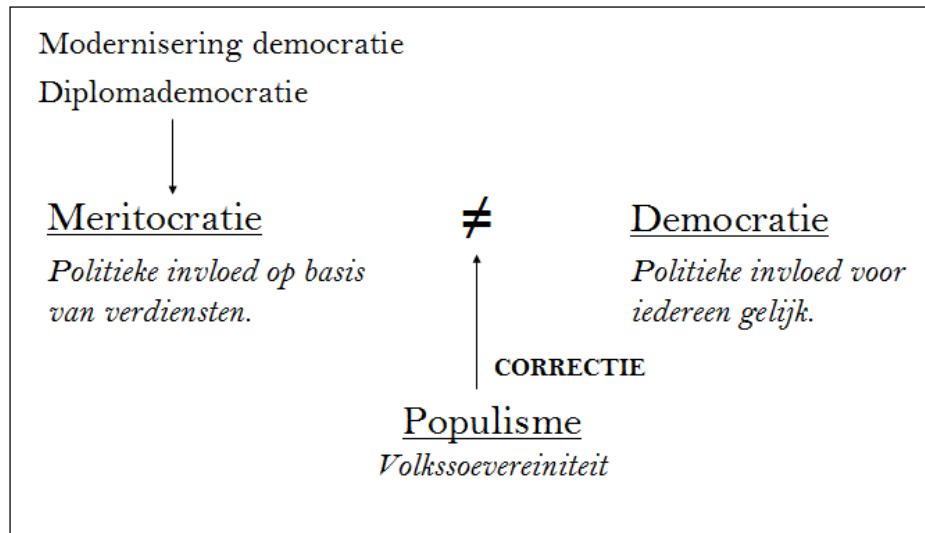 Modernisering democratie
Diplomademocratie
Meritocratie
≠
Democratie
Politieke invloed op basis
van verdiensten.
Politieke invloed voor
iedereen gelijk.
CORRECTIE
Populisme
Volkssoevereiniteit